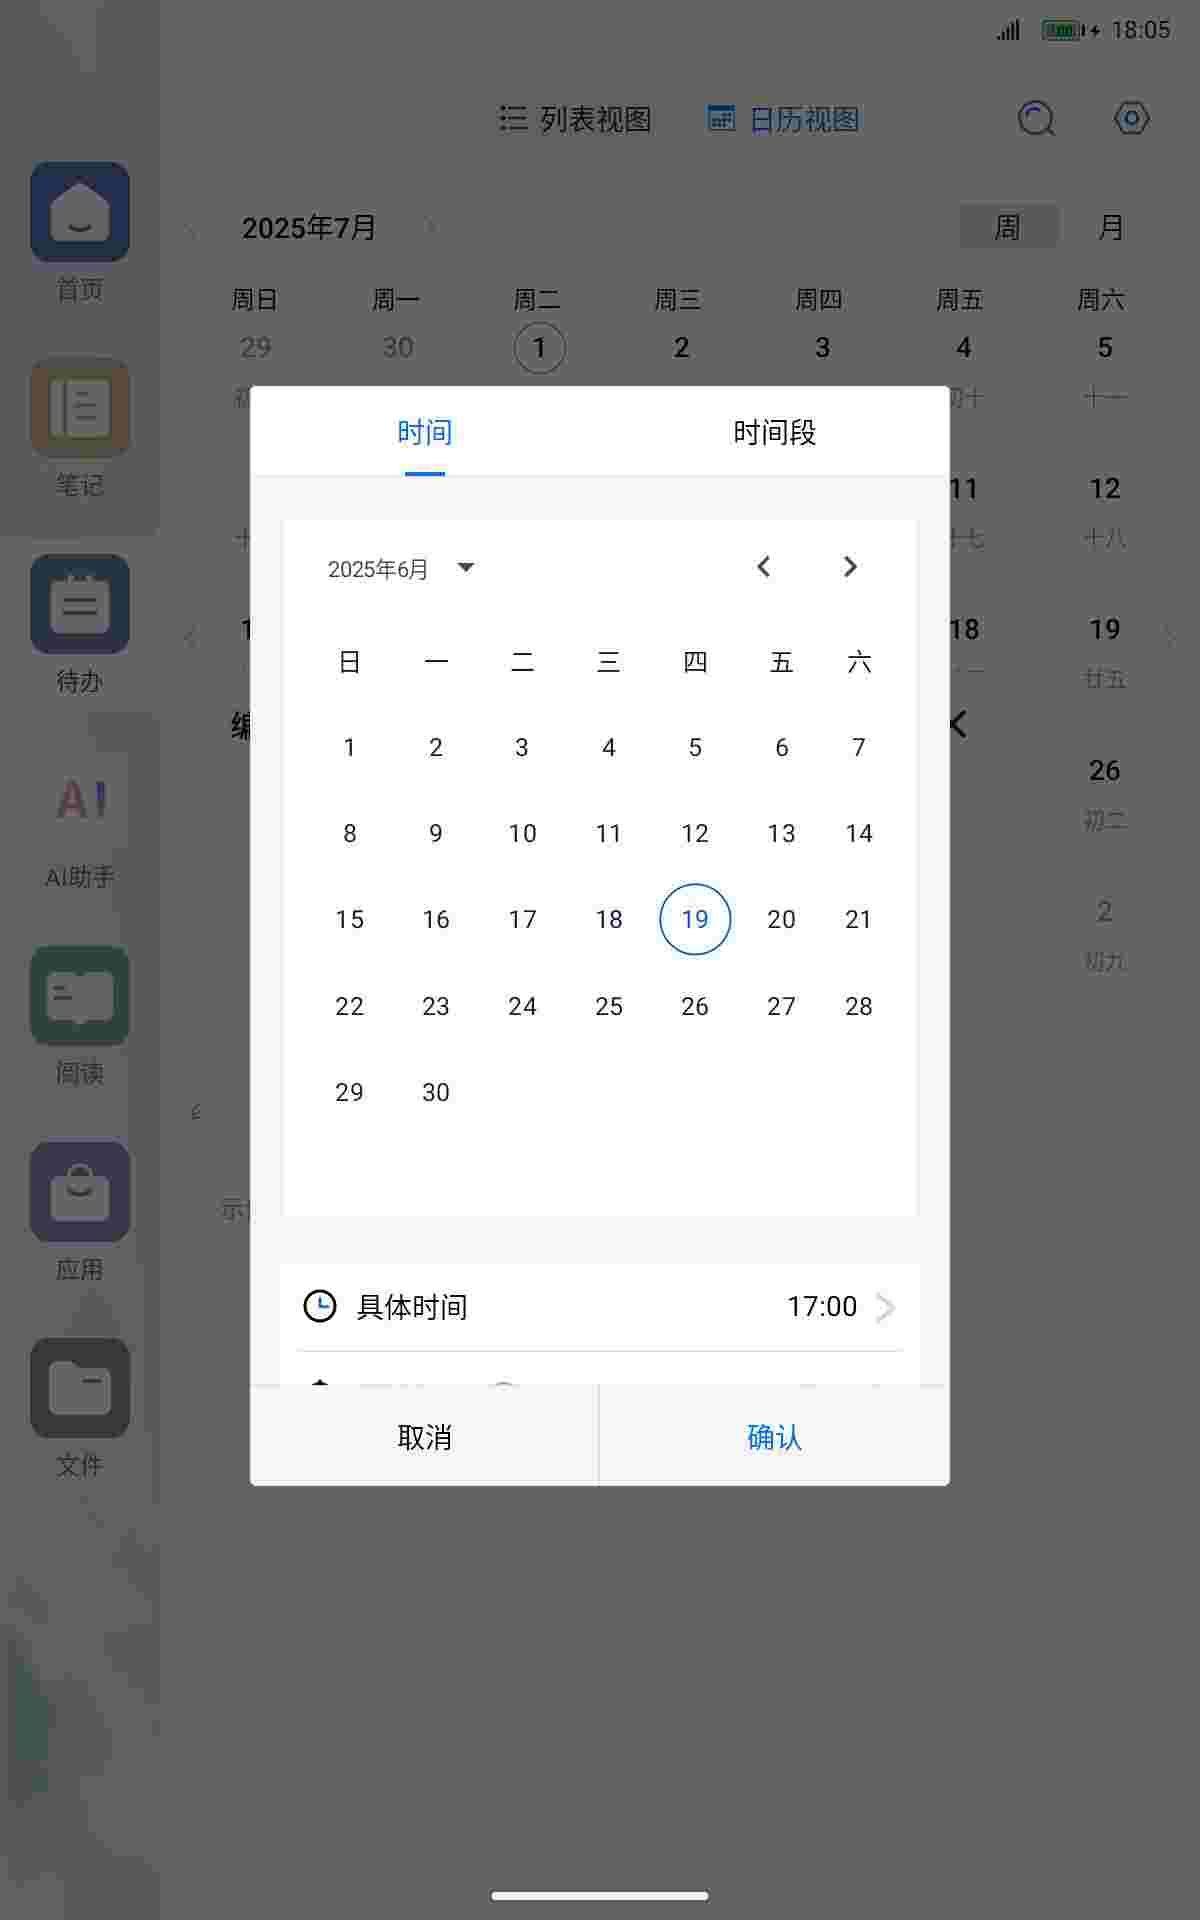 18:05
列表视图 日历视图
首页
笔记
待办
AI助手
阅读
应用
文件
2025年7月 周 月
周日 周一 周二 周三 周四 周五 周六
29 30 1 2 3 4 5
十一
11 12
十七 十八
18 19
廿五
26
初二
2
初九
时间 时间段
2025年6月
日 一 二 三 四 五 六
1 2 3 4 5 6 7
8 9 10 11 12 13 14
15 16 17 18 19 20 21
22 23 24 25 26 27 28
29 30
具体时间 17:00
取消 确认